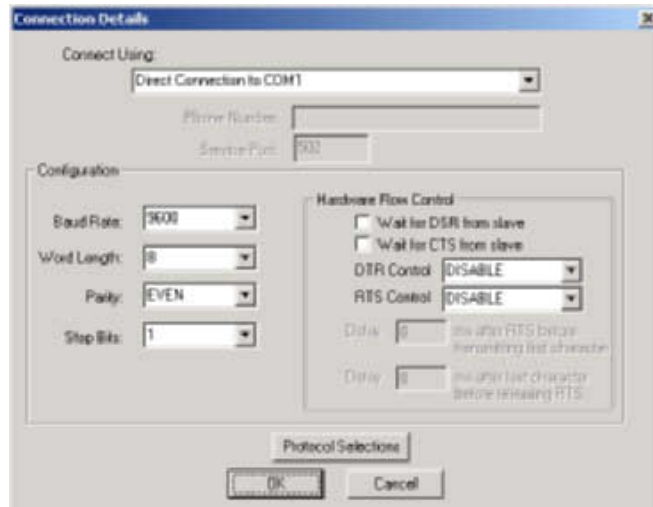 Connection Details
Connect Using:
Direct Connection to COM1
Phone Number:
Service Port: 502
Configuration
Baud Rate: 9600
Word Length: 8
Parity: EVEN
Stop Bits: 1
Hardware Flow Control
Wait for DSR from slave
Wait for CTS from slave
DTR Control DISABLE
RTS Control DISABLE
Delay 0 ms after RTS before
transmitting first character
Delay 0 ms after last character
before releasing RTS
Protocol Selections
OK Cancel